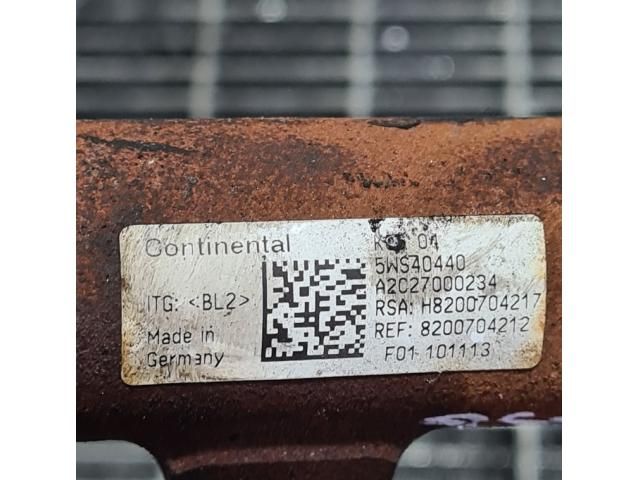 Continental
04
5WS40440
A2C27000234
ITG: <BL2>
RSA: H8200704217
Made in
REF: 8200704212
Germany
F01 101113